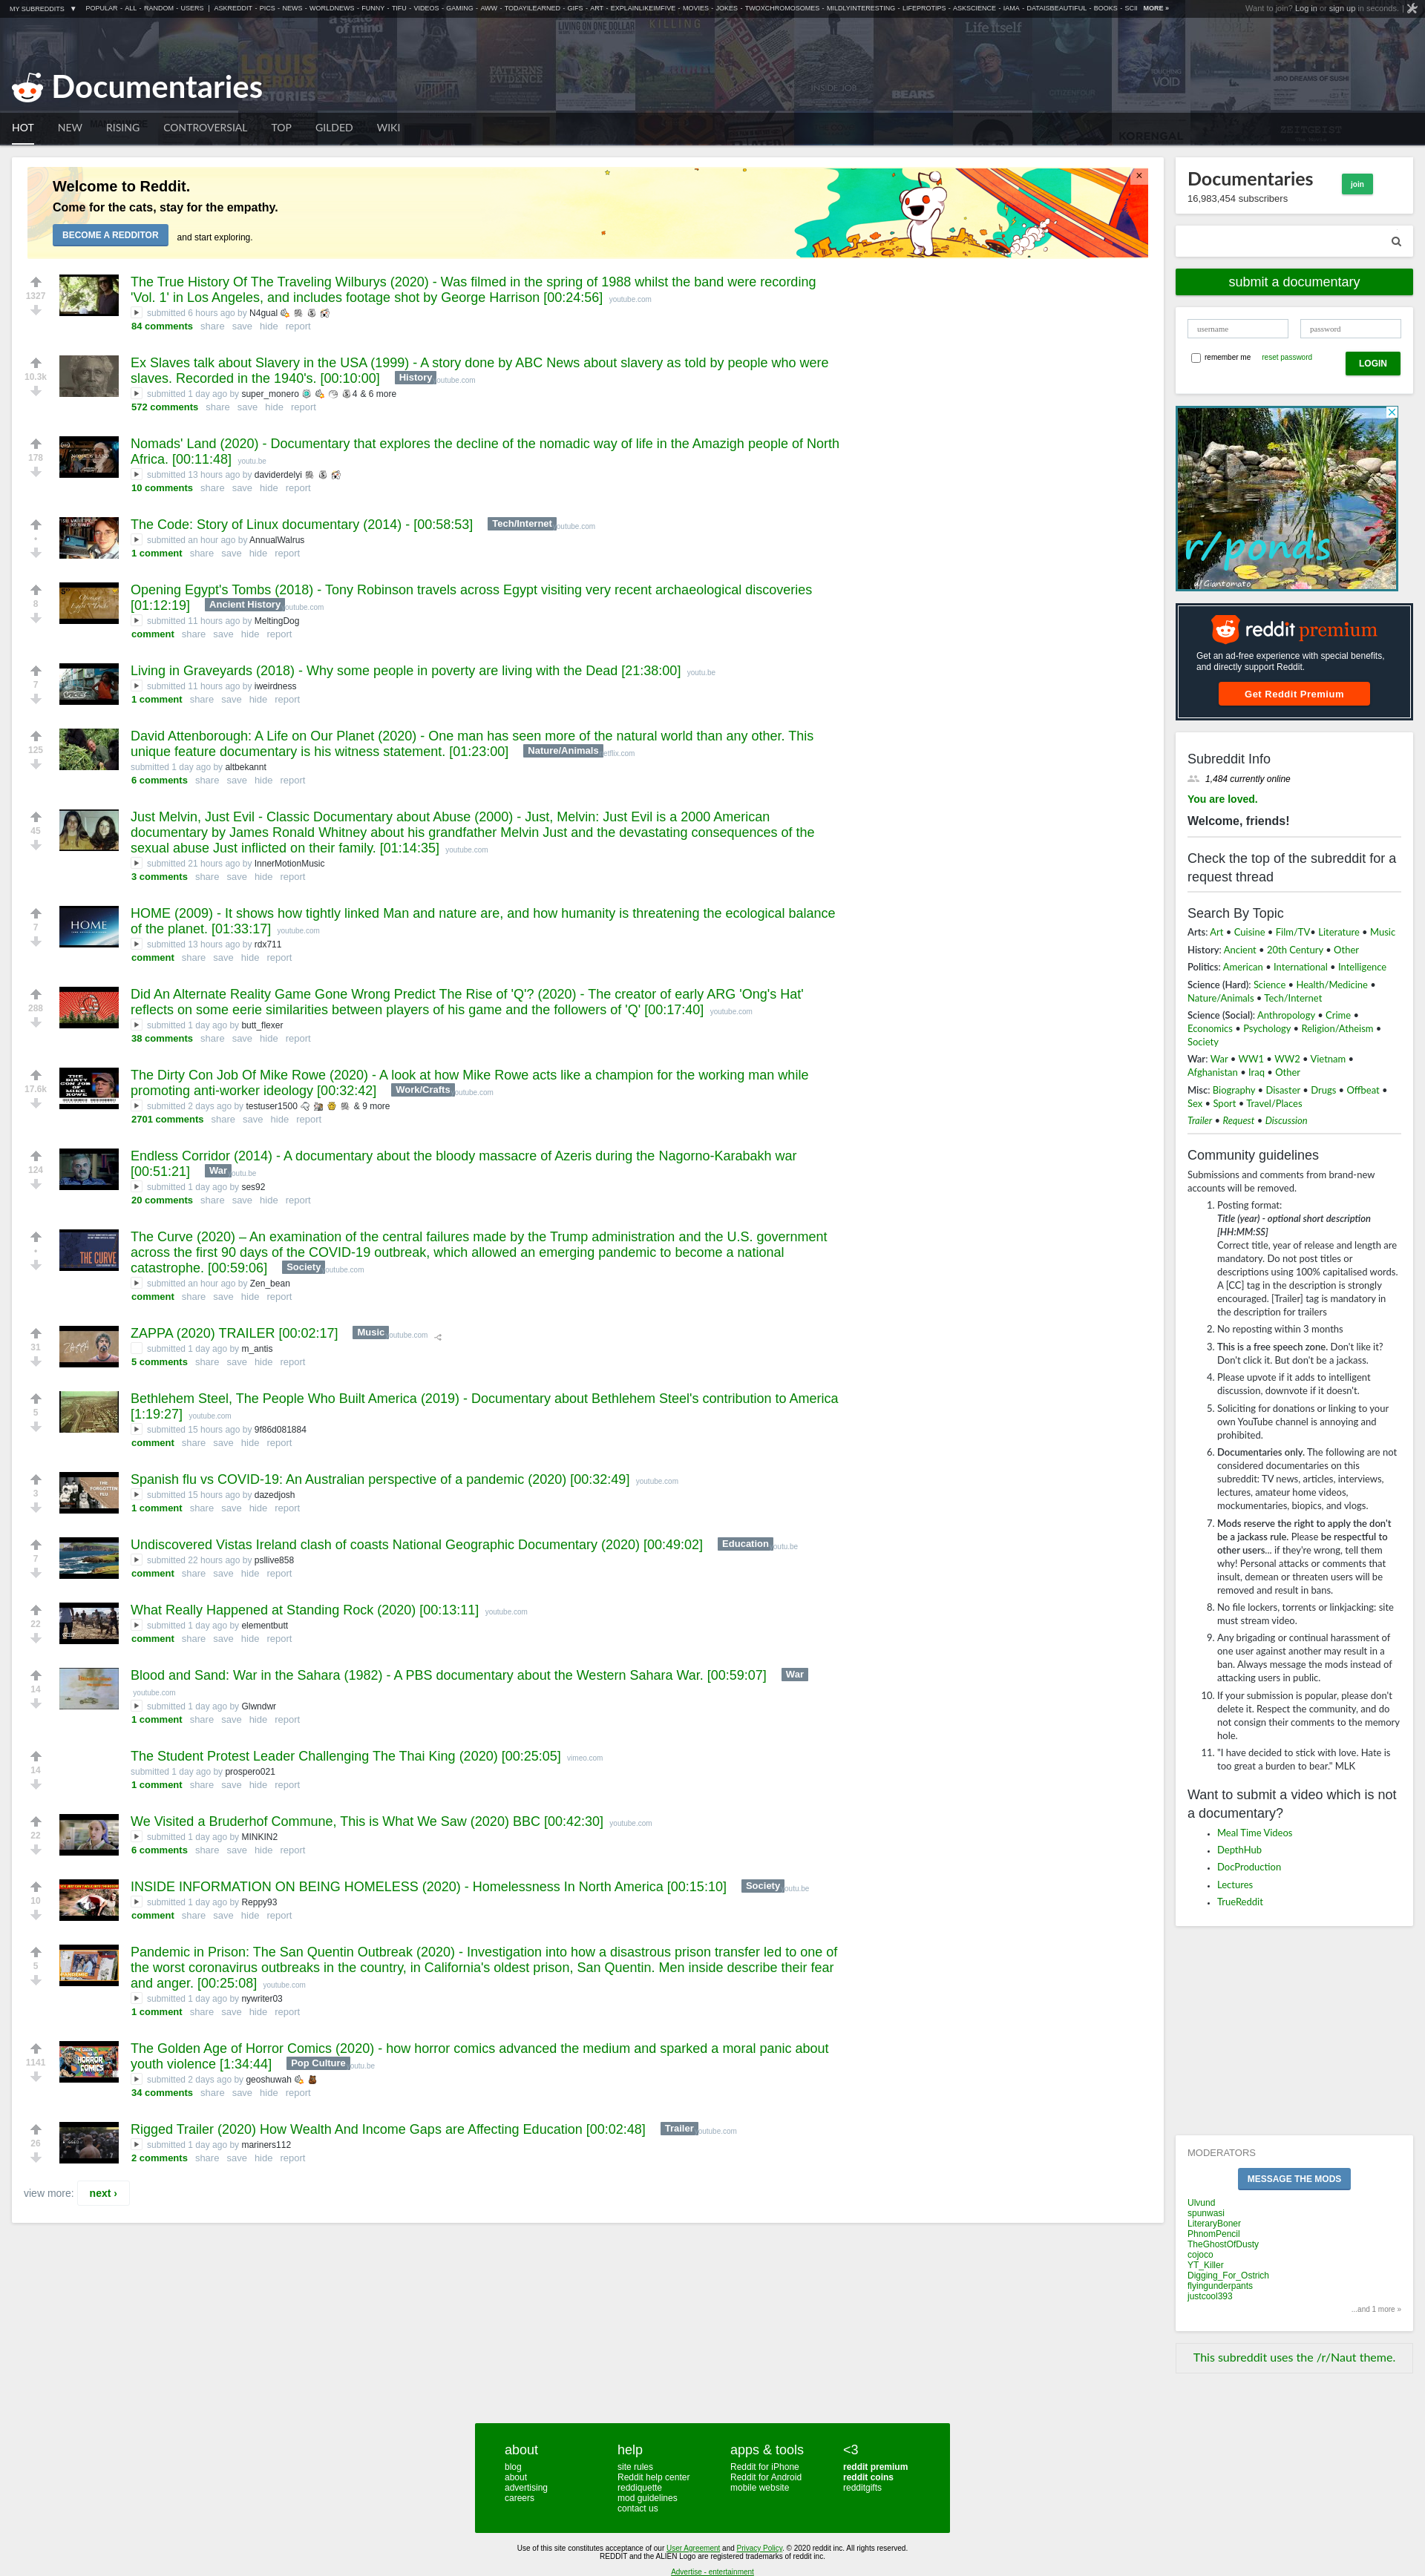 MY SUBREDDITS ▼ POPULAR - ALL - RANDOM - USERS | ASKREDDIT - PICS - NEWS - WORLDNEWS - FUNNY - TIFU - VIDEOS - GAMING - AWW - TODAYILEARNED - GIFS - ART - EXPLAINLIKEIMFIVE - MOVIES - JOKES - TWOXCHROMOSOMES - MILDLYINTERESTING - LIFEPROTIPS - ASKSCIENCE - IAMA - DATAISBEAUTIFUL - BOOKS - SCII MORE »
Want to join? Log in or sign up in seconds. |
Documentaries
HOT NEW RISING CONTROVERSIAL TOP GILDED WIKI
Welcome to Reddit.
Come for the cats, stay for the empathy.
BECOME A REDDITOR and start exploring.
1327
The True History Of The Traveling Wilburys (2020) - Was filmed in the spring of 1988 whilst the band were recording
'Vol. 1' in Los Angeles, and includes footage shot by George Harrison [00:24:56] youtube.com
submitted 6 hours ago by N4gual
84 comments share save hide report
10.3k
Ex Slaves talk about Slavery in the USA (1999) - A story done by ABC News about slavery as told by people who were
slaves. Recorded in the 1940's. [00:10:00] History outube.com
submitted 1 day ago by super_monero 4 & 6 more
572 comments share save hide report
178
Nomads' Land (2020) - Documentary that explores the decline of the nomadic way of life in the Amazigh people of North
Africa. [00:11:48] youtu.be
submitted 13 hours ago by daviderdelyi
10 comments share save hide report
•
The Code: Story of Linux documentary (2014) - [00:58:53] Tech/Internet outube.com
submitted an hour ago by AnnualWalrus
1 comment share save hide report
8
Opening Egypt's Tombs (2018) - Tony Robinson travels across Egypt visiting very recent archaeological discoveries
[01:12:19] Ancient History outube.com
submitted 11 hours ago by MeltingDog
comment share save hide report
7
Living in Graveyards (2018) - Why some people in poverty are living with the Dead [21:38:00] youtu.be
submitted 11 hours ago by iweirdness
1 comment share save hide report
125
David Attenborough: A Life on Our Planet (2020) - One man has seen more of the natural world than any other. This
unique feature documentary is his witness statement. [01:23:00] Nature/Animals etflix.com
submitted 1 day ago by altbekannt
6 comments share save hide report
45
Just Melvin, Just Evil - Classic Documentary about Abuse (2000) - Just, Melvin: Just Evil is a 2000 American
documentary by James Ronald Whitney about his grandfather Melvin Just and the devastating consequences of the
sexual abuse Just inflicted on their family. [01:14:35] youtube.com
submitted 21 hours ago by InnerMotionMusic
3 comments share save hide report
7
HOME
HOME (2009) - It shows how tightly linked Man and nature are, and how humanity is threatening the ecological balance
of the planet. [01:33:17] youtube.com
submitted 13 hours ago by rdx711
comment share save hide report
288
Did An Alternate Reality Game Gone Wrong Predict The Rise of 'Q'? (2020) - The creator of early ARG 'Ong's Hat'
reflects on some eerie similarities between players of his game and the followers of 'Q' [00:17:40] youtube.com
submitted 1 day ago by butt_flexer
38 comments share save hide report
17.6k
THE DIRTY CON JOB OF MIKE ROWE
The Dirty Con Job Of Mike Rowe (2020) - A look at how Mike Rowe acts like a champion for the working man while
promoting anti-worker ideology [00:32:42] Work/Crafts outube.com
submitted 2 days ago by testuser1500 & 9 more
2701 comments share save hide report
124
Endless Corridor (2014) - A documentary about the bloody massacre of Azeris during the Nagorno-Karabakh war
[00:51:21] War outu.be
submitted 1 day ago by ses92
20 comments share save hide report
•
THE CURVE
The Curve (2020) – An examination of the central failures made by the Trump administration and the U.S. government
across the first 90 days of the COVID-19 outbreak, which allowed an emerging pandemic to become a national
catastrophe. [00:59:06] Society outube.com
submitted an hour ago by Zen_bean
comment share save hide report
31
ZAPPA (2020) TRAILER [00:02:17] Music outube.com
submitted 1 day ago by m_antis
5 comments share save hide report
5
Bethlehem Steel, The People Who Built America (2019) - Documentary about Bethlehem Steel's contribution to America
[1:19:27] youtube.com
submitted 15 hours ago by 9f86d081884
comment share save hide report
3
THE FORGOTTEN FLU
Spanish flu vs COVID-19: An Australian perspective of a pandemic (2020) [00:32:49] youtube.com
submitted 15 hours ago by dazedjosh
1 comment share save hide report
7
Undiscovered Vistas Ireland clash of coasts National Geographic Documentary (2020) [00:49:02] Education outu.be
submitted 22 hours ago by psllive858
comment share save hide report
22
What Really Happened at Standing Rock (2020) [00:13:11] youtube.com
submitted 1 day ago by elementbutt
comment share save hide report
14
Blood and Sand: War in the Sahara (1982) - A PBS documentary about the Western Sahara War. [00:59:07] War
youtube.com
submitted 1 day ago by Glwndwr
1 comment share save hide report
14
The Student Protest Leader Challenging The Thai King (2020) [00:25:05] vimeo.com
submitted 1 day ago by prospero021
1 comment share save hide report
22
We Visited a Bruderhof Commune, This is What We Saw (2020) BBC [00:42:30] youtube.com
submitted 1 day ago by MINKIN2
6 comments share save hide report
10
INSIDE INFORMATION ON BEING HOMELESS (2020) - Homelessness In North America [00:15:10] Society outu.be
submitted 1 day ago by Reppy93
comment share save hide report
5
Pandemic in Prison: The San Quentin Outbreak (2020) - Investigation into how a disastrous prison transfer led to one of
the worst coronavirus outbreaks in the country, in California's oldest prison, San Quentin. Men inside describe their fear
and anger. [00:25:08] youtube.com
submitted 1 day ago by nywriter03
1 comment share save hide report
1141
HORROR COMICS
The Golden Age of Horror Comics (2020) - how horror comics advanced the medium and sparked a moral panic about
youth violence [1:34:44] Pop Culture outu.be
submitted 2 days ago by geoshuwah
34 comments share save hide report
26
Rigged Trailer (2020) How Wealth And Income Gaps are Affecting Education [00:02:48] Trailer outube.com
submitted 1 day ago by mariners112
2 comments share save hide report
view more: next ›
Documentaries join
16,983,454 subscribers
submit a documentary
username password
remember me reset password LOGIN
r/ponds
u/Giantomato
reddit premium
Get an ad-free experience with special benefits,
and directly support Reddit.
Get Reddit Premium
Subreddit Info
1,484 currently online
You are loved.
Welcome, friends!
Check the top of the subreddit for a
request thread
Search By Topic
Arts: Art • Cuisine • Film/TV• Literature • Music
History: Ancient • 20th Century • Other
Politics: American • International • Intelligence
Science (Hard): Science • Health/Medicine •
Nature/Animals • Tech/Internet
Science (Social): Anthropology • Crime •
Economics • Psychology • Religion/Atheism •
Society
War: War • WW1 • WW2 • Vietnam •
Afghanistan • Iraq • Other
Misc: Biography • Disaster • Drugs • Offbeat •
Sex • Sport • Travel/Places
Trailer • Request • Discussion
Community guidelines
Submissions and comments from brand-new
accounts will be removed.
1. Posting format:
Title (year) - optional short description
[HH:MM:SS]
Correct title, year of release and length are
mandatory. Do not post titles or
descriptions using 100% capitalised words.
A [CC] tag in the description is strongly
encouraged. [Trailer] tag is mandatory in
the description for trailers
2. No reposting within 3 months
3. This is a free speech zone. Don't like it?
Don't click it. But don't be a jackass.
4. Please upvote if it adds to intelligent
discussion, downvote if it doesn't.
5. Soliciting for donations or linking to your
own YouTube channel is annoying and
prohibited.
6. Documentaries only. The following are not
considered documentaries on this
subreddit: TV news, articles, interviews,
lectures, amateur home videos,
mockumentaries, biopics, and vlogs.
7. Mods reserve the right to apply the don't
be a jackass rule. Please be respectful to
other users... if they're wrong, tell them
why! Personal attacks or comments that
insult, demean or threaten users will be
removed and result in bans.
8. No file lockers, torrents or linkjacking: site
must stream video.
9. Any brigading or continual harassment of
one user against another may result in a
ban. Always message the mods instead of
attacking users in public.
10. If your submission is popular, please don't
delete it. Respect the community, and do
not consign their comments to the memory
hole.
11. "I have decided to stick with love. Hate is
too great a burden to bear." MLK
Want to submit a video which is not
a documentary?
• Meal Time Videos
• DepthHub
• DocProduction
• Lectures
• TrueReddit
MODERATORS
MESSAGE THE MODS
Ulvund
spunwasi
LiteraryBoner
PhnomPencil
TheGhostOfDusty
cojoco
YT_Killer
Digging_For_Ostrich
flyingunderpants
justcool393
...and 1 more »
This subreddit uses the /r/Naut theme.
about
blog
about
advertising
careers
help
site rules
Reddit help center
reddiquette
mod guidelines
contact us
apps & tools
Reddit for iPhone
Reddit for Android
mobile website
<3
reddit premium
reddit coins
redditgifts
Use of this site constitutes acceptance of our User Agreement and Privacy Policy. © 2020 reddit inc. All rights reserved.
REDDIT and the ALIEN Logo are registered trademarks of reddit inc.
Advertise - entertainment